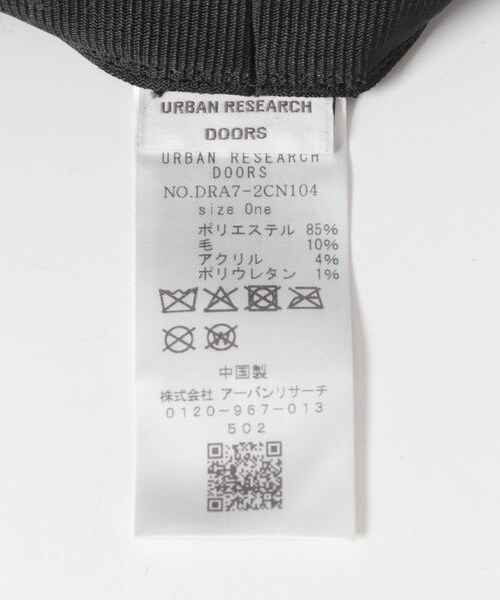 URBAN RESEARCH
DOORS
URBAN RESEARCH
DOORS
NO.DRA7-2CN104
size One
ポリエステル 85%
毛 10%
アクリル 4%
ポリウレタン 1%
中国製
株式会社 アーバンリサーチ
0120-967-013
502